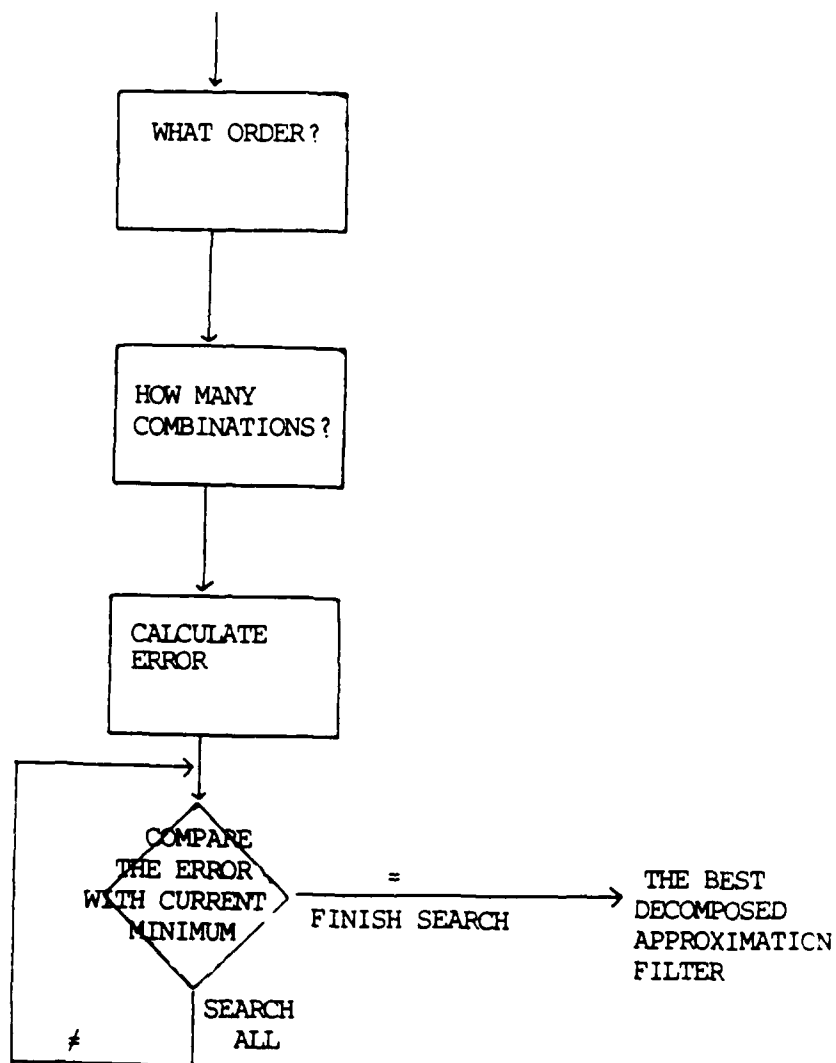 WHAT ORDER?
HOW MANY
COMBINATIONS?
CALCULATE
ERROR
COMPARE
THE ERROR
WITH CURRENT
MINIMUM
=
FINISH SEARCH
THE BEST
DECOMPOSED
APPROXIMATION
FILTER
SEARCH
ALL
≠